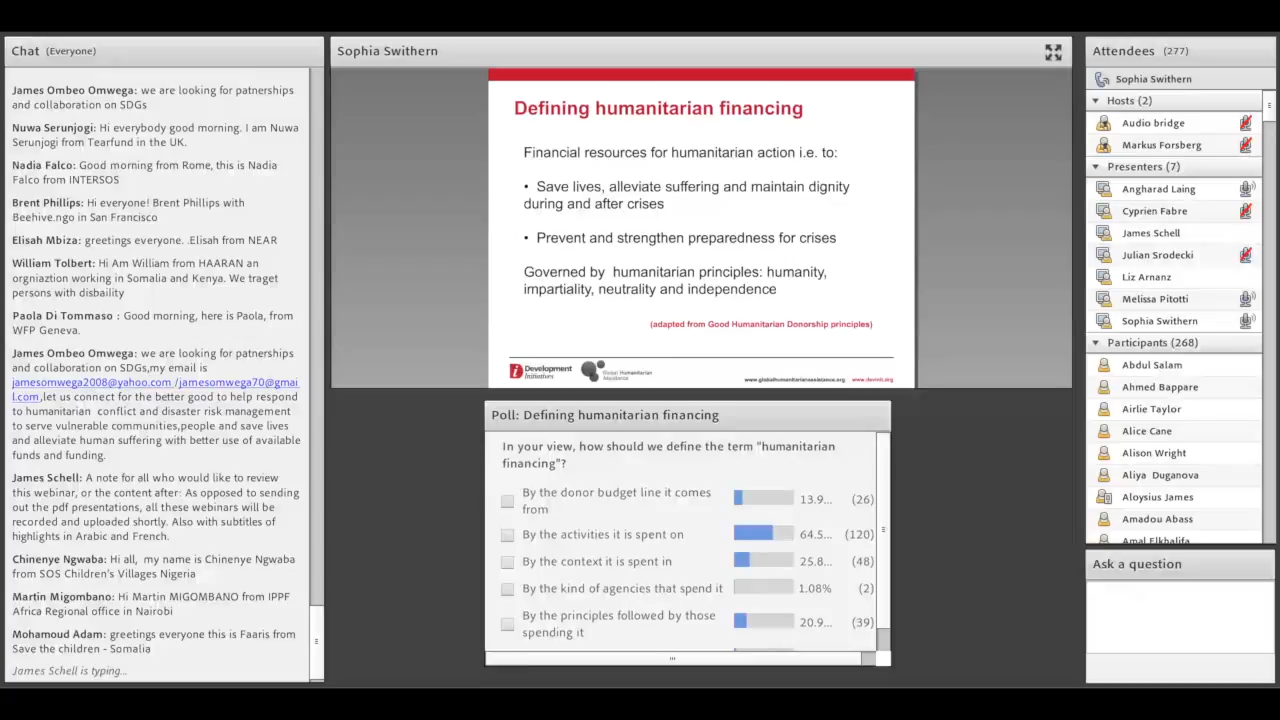 Chat (Everyone)
James Ombeo Omwega: we are looking for patnerships
and collaboration on SDGs
Nuwa Serunjogi: Hi everybody good morning. I am Nuwa
Serunjogi from Tearfund in the UK.
Nadia Falco: Good morning from Rome, this is Nadia
Falco from INTERSOS
Brent Phillips: Hi everyone! Brent Phillips with
Beehive.ngo in San Francisco
Elisah Mbiza: greetings everyone. .Elisah from NEAR
William Tolbert: Hi Am William from HAARAN an
orgniaztion working in Somalia and Kenya. We traget
persons with disbaility
Paola Di Tommaso : Good morning, here is Paola, from
WFP Geneva.
James Ombeo Omwega: we are looking for patnerships
and collaboration on SDGs,my email is
jamesomwega2008@yahoo.com /jamesomwega70@gmai
l.com ,let us connect for the better good to help respond
to humanitarian conflict and disaster risk management
to serve vulnerable communities,people and save lives
and alleviate human suffering with better use of available
funds and funding.
James Schell: A note for all who would like to review
this webinar, or the content after: As opposed to sending
out the pdf presentations, all these webinars will be
recorded and uploaded shortly. Also with subtitles of
highlights in Arabic and French.
Chinenye Ngwaba: Hi all, my name is Chinenye Ngwaba
from SOS Children's Villages Nigeria
Martin Migombano: Hi Martin MIGOMBANO from IPPF
Africa Regional office in Nairobi
Mohamoud Adam: greetings everyone this is Faaris from
Save the children - Somalia
James Schell is typing...
Sophia Swithern
Defining humanitarian financing
Financial resources for humanitarian action i.e. to:
• Save lives, alleviate suffering and maintain dignity
during and after crises
• Prevent and strengthen preparedness for crises
Governed by humanitarian principles: humanity,
impartiality, neutrality and independence
(adapted from Good Humanitarian Donorship principles)
Development
Initiatives
Global Humanitarian
Assistance
www.globalhumanitarianassistance.org www.devinit.org
Poll: Defining humanitarian financing
In your view, how should we define the term "humanitarian
financing"?
By the donor budget line it comes
from
13.9... (26)
By the activities it is spent on 64.5... (120)
By the context it is spent in 25.8... (48)
By the kind of agencies that spend it 1.08% (2)
By the principles followed by those
spending it
20.9... (39)
Attendees (277)
Sophia Swithern
Hosts (2)
Audio bridge
Markus Forsberg
Presenters (7)
Angharad Laing
Cyprien Fabre
James Schell
Julian Srodecki
Liz Arnanz
Melissa Pitotti
Sophia Swithern
Participants (268)
Abdul Salam
Ahmed Bappare
Airlie Taylor
Alice Cane
Alison Wright
Aliya Duganova
Aloysius James
Amadou Abass
Amal Elkhalifa
Ask a question